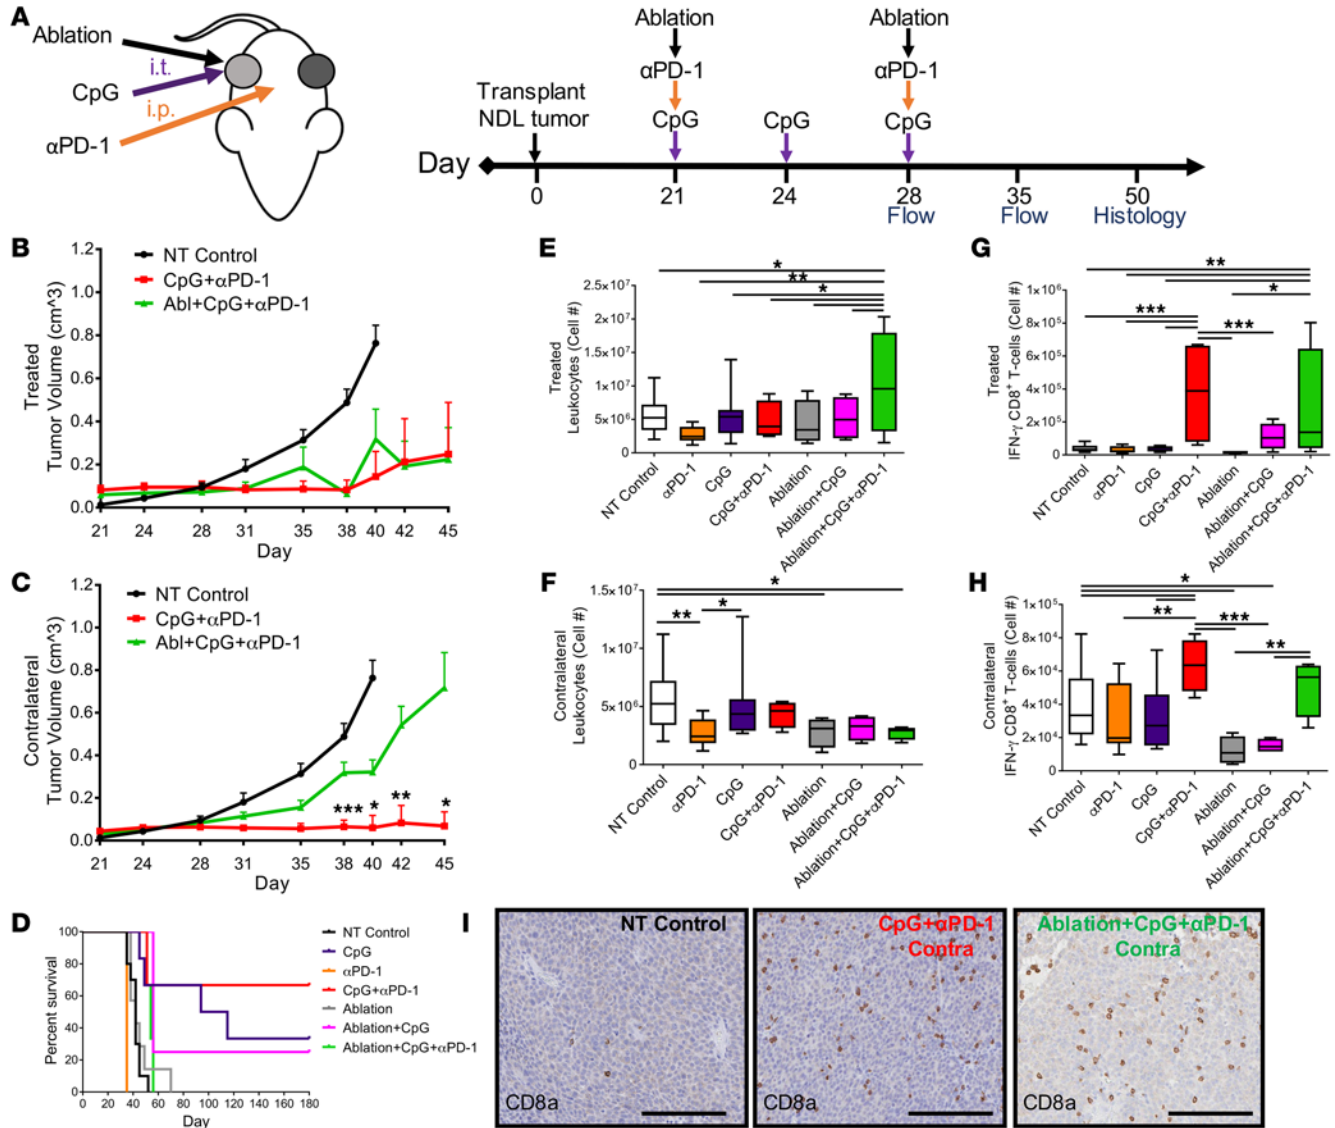 A
Ablation
i.t.
CpG
i.p.
αPD-1
Ablation
Ablation
αPD-1
αPD-1
Transplant
NDL tumor
CpG
CpG
CpG
Day
0
21
24
28
35
50
Flow
Flow
Histology
B
Treated
Tumor Volume (cm^3)
1.2
1.0
0.8
0.6
0.4
0.2
0.0
NT Control
CpG+αPD-1
Abl+CpG+αPD-1
21 24 28 31 35 38 40 42 45
Day
C
Contralateral
Tumor Volume (cm^3)
1.2
1.0
0.8
0.6
0.4
0.2
0.0
NT Control
CpG+αPD-1
Abl+CpG+αPD-1
*** * ** *
21 24 28 31 35 38 40 42 45
Day
D
Percent survival
100
80
60
40
20
0
0 20 40 60 80 100 120 140 160 180
Day
NT Control
CpG
αPD-1
CpG+αPD-1
Ablation
Ablation+CpG
Ablation+CpG+αPD-1
E
Treated
Leukocytes (Cell #)
2.5×10⁷
2×10⁷
1.5×10⁷
1×10⁷
5×10⁶
0
*
**
*
NT Control
αPD-1
CpG
CpG+αPD-1
Ablation
Ablation+CpG
Ablation+CpG+αPD-1
F
Contralateral
Leukocytes (Cell #)
1.5×10⁷
1×10⁷
5×10⁶
0
*
**
*
NT Control
αPD-1
CpG
CpG+αPD-1
Ablation
Ablation+CpG
Ablation+CpG+αPD-1
G
Treated
IFN-γ CD8⁺ T-cells (Cell #)
1×10⁶
8×10⁵
6×10⁵
4×10⁵
2×10⁵
0
**
*
***
***
NT Control
αPD-1
CpG
CpG+αPD-1
Ablation
Ablation+CpG
Ablation+CpG+αPD-1
H
Contralateral
IFN-γ CD8⁺ T-cells (Cell #)
1×10⁵
8×10⁴
6×10⁴
4×10⁴
2×10⁴
0
*
**
***
**
NT Control
αPD-1
CpG
CpG+αPD-1
Ablation
Ablation+CpG
Ablation+CpG+αPD-1
I
NT Control
CD8a
CpG+αPD-1
Contra
CD8a
Ablation+CpG+αPD-1
Contra
CD8a